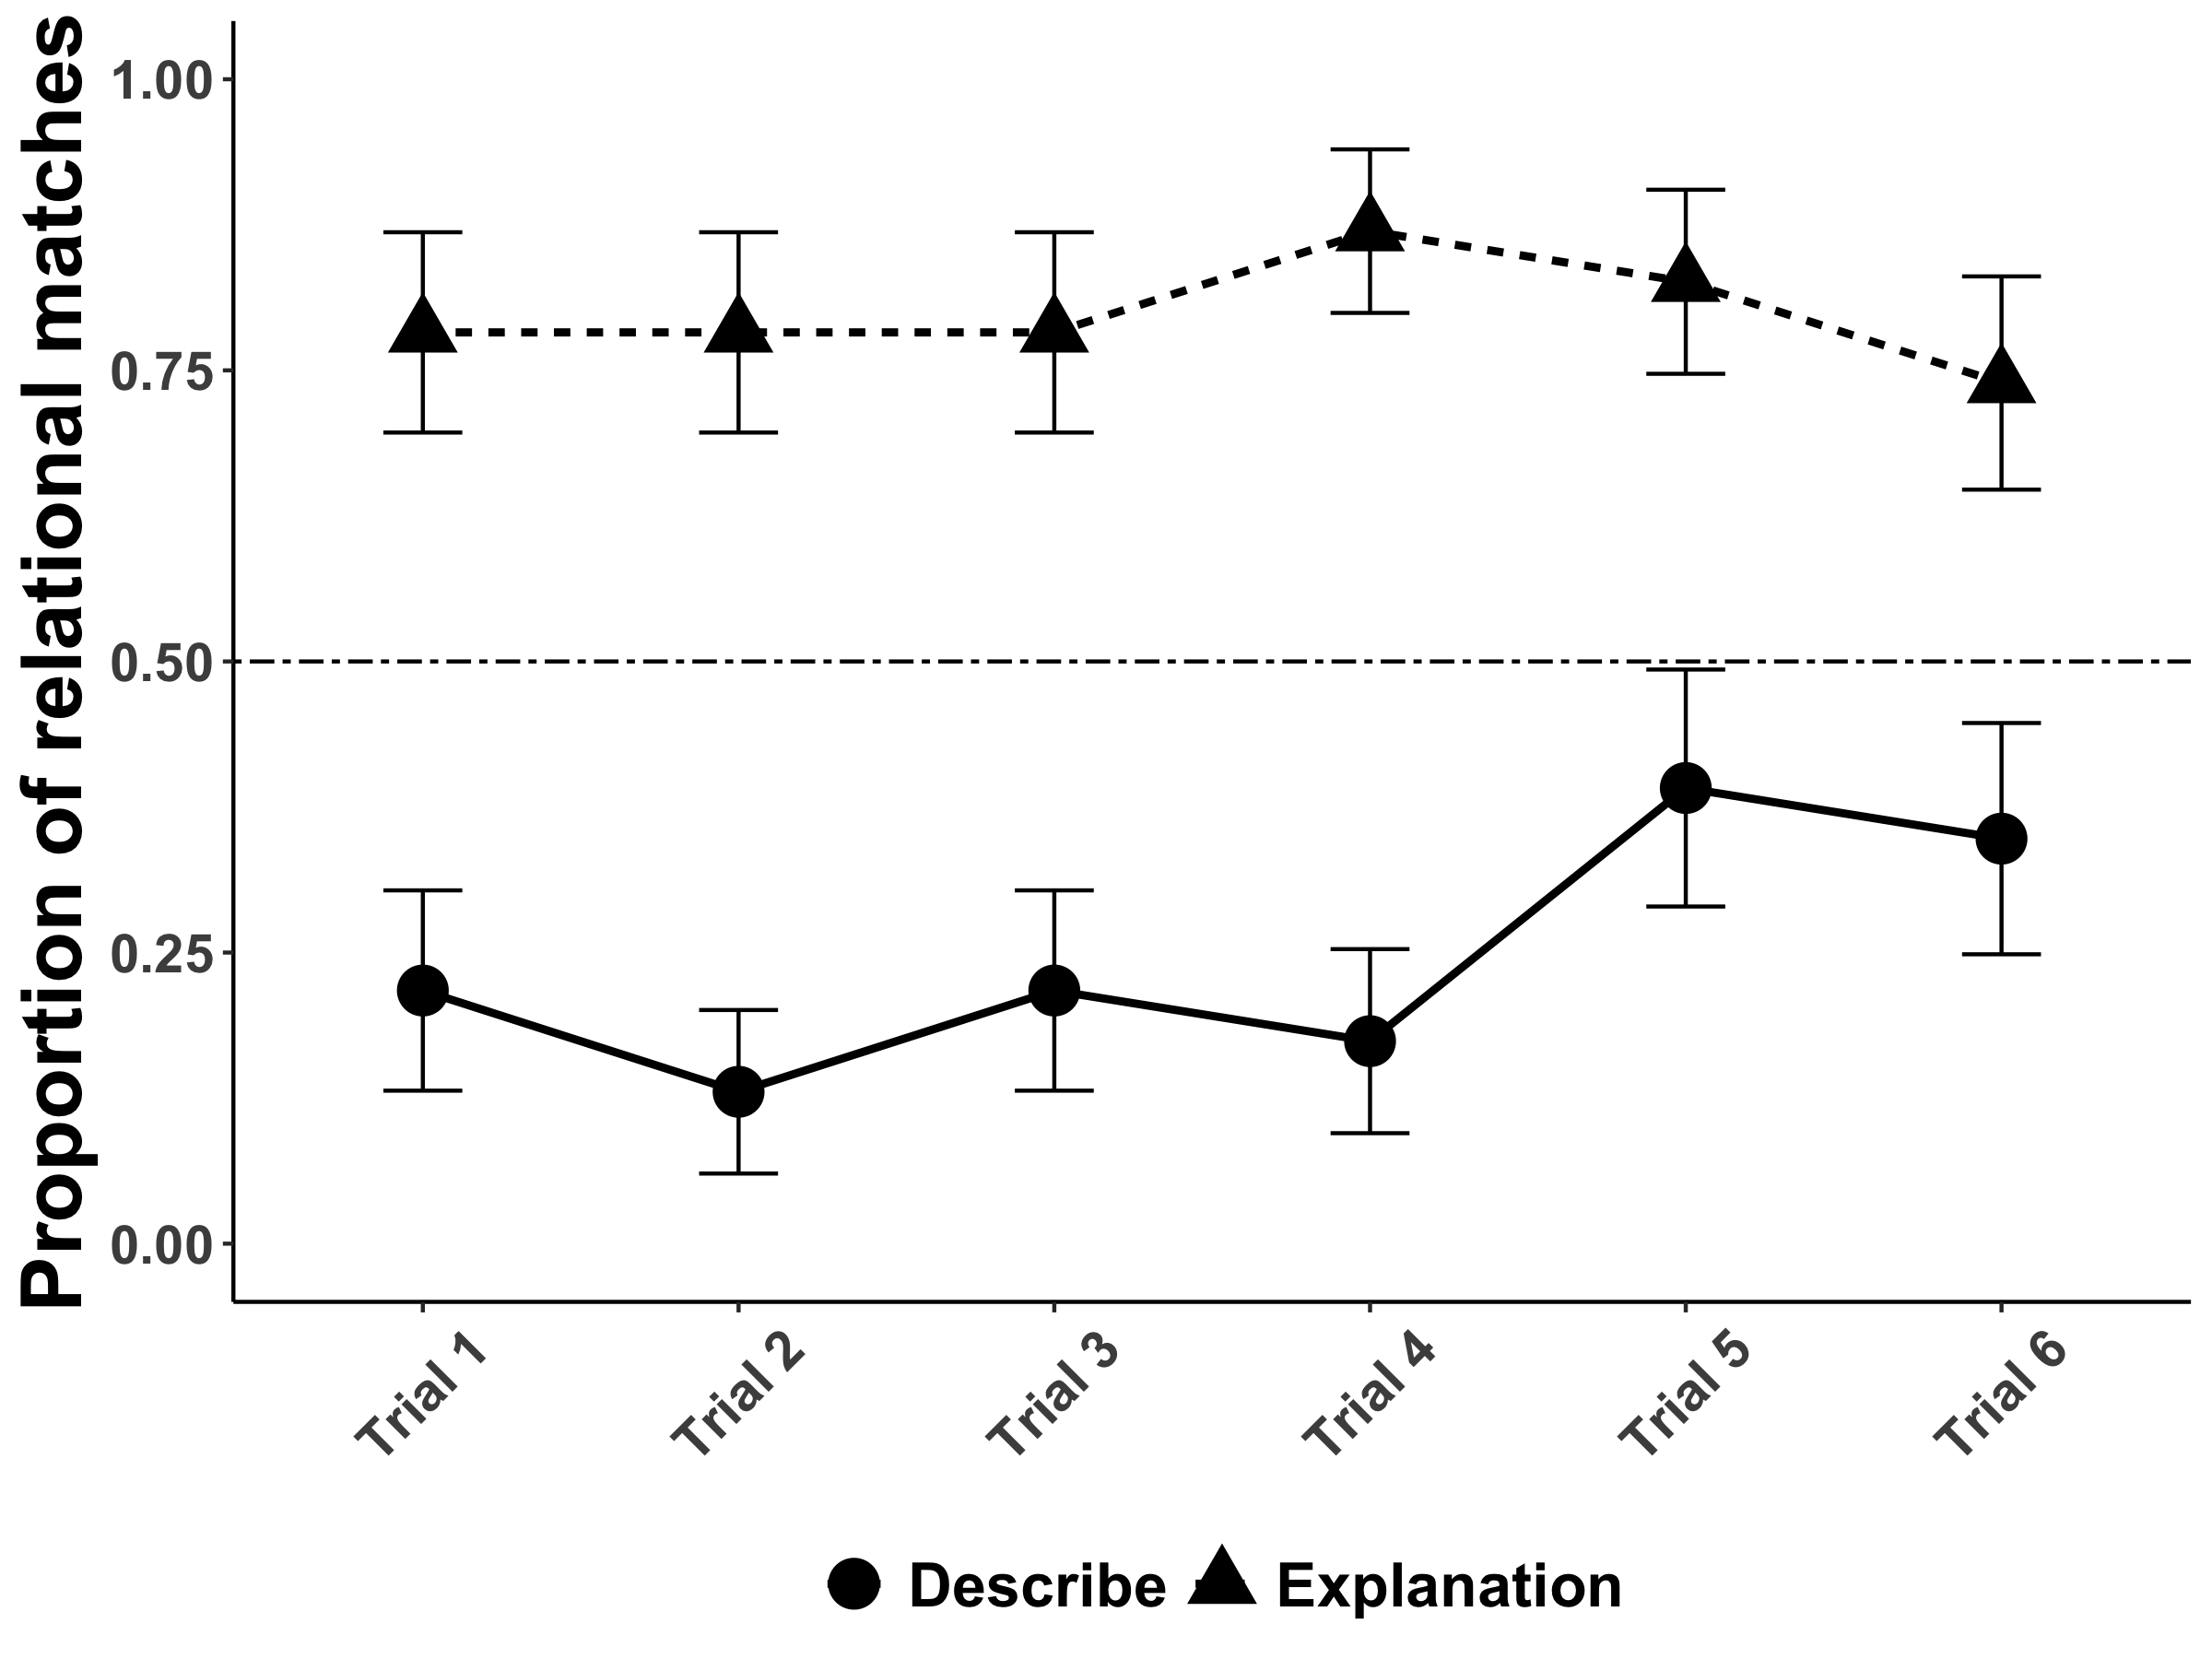 Proportion of relational matches
1.00
0.75
0.50
0.25
0.00
Trial 1
Trial 2
Trial 3
Trial 4
Trial 5
Trial 6
Describe
Explanation